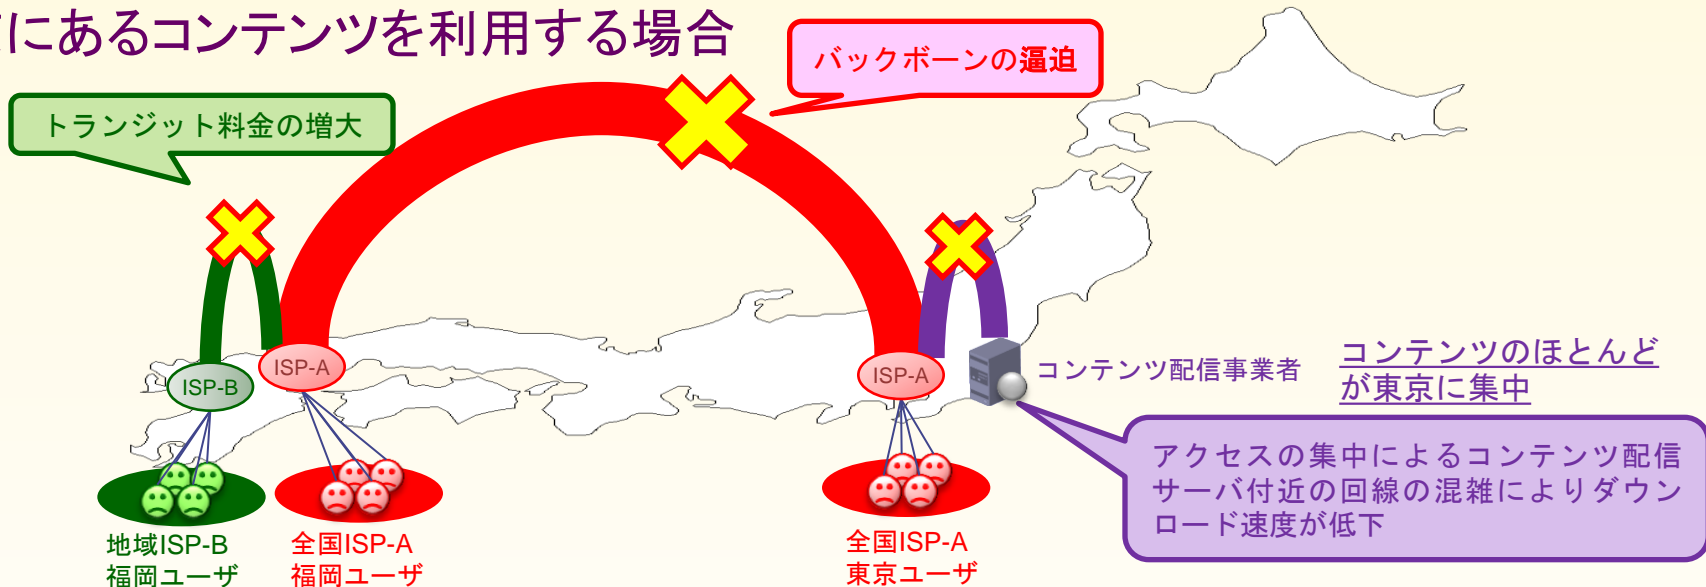 にあるコンテンツを利用する場合
バックボーンの逼迫
トランジット料金の増大
ISP-A
ISP-B
ISP-A
コンテンツ配信事業者
コンテンツのほとんど
が東京に集中
アクセスの集中によるコンテンツ配信
サーバ付近の回線の混雑によりダウン
ロード速度が低下
地域ISP-B
福岡ユーザ
全国ISP-A
福岡ユーザ
全国ISP-A
東京ユーザ